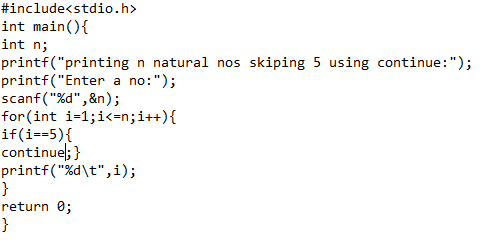 #include<stdio.h>
int main(){
int n;
printf("printing n natural nos skiping 5 using continue:");
printf("Enter a no:");
scanf("%d",&n);
for(int i=1;i<=n;i++){
if(i==5){
continue;}
printf("%d\t",i);
}
return 0;
}